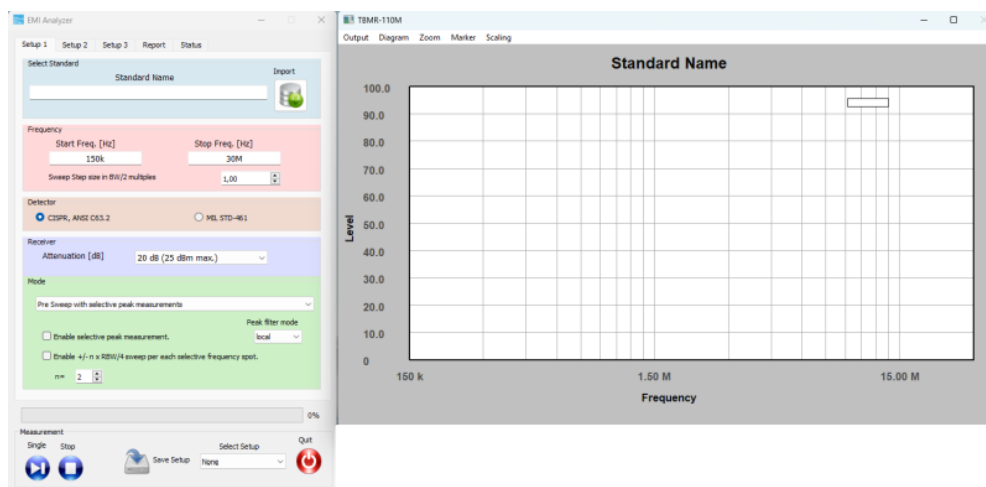 EMI Analyzer
Setup 1 Setup 2 Setup 3 Report Status
Select Standard
Standard Name
Import
Frequency
Start Freq. [Hz] Stop Freq. [Hz]
150k 30M
Sweep Step size in BW/2 multiples 1,00
Detector
CISPR, ANSI C63.2 MIL STD-461
Receiver
Attenuation [dB] 20 dB (25 dBm max.)
Mode
Pre Sweep with selective peak measurements
Peak filter mode
Enable selective peak measurement. local
Enable +/- n x RBW/4 sweep per each selective frequency spot.
n= 2
0%
Measurement
Single Stop Save Setup Select Setup None Quit
TBMR-110M
Output Diagram Zoom Marker Scaling
Standard Name
100.0
90.0
80.0
70.0
60.0
50.0
40.0
30.0
20.0
10.0
0
Level
150 k 1.50 M 15.00 M
Frequency